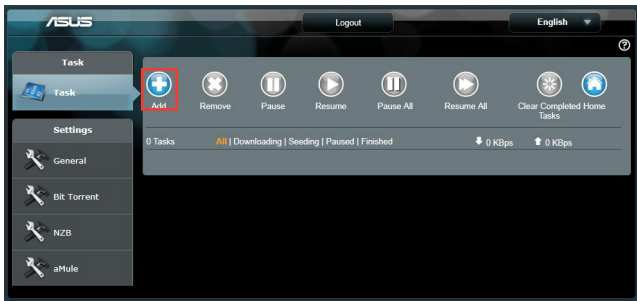 ASUS
Logout
English
?
Task
Task
Add
Remove
Pause
Resume
Pause All
Resume All
Clear Completed Tasks
Home
Settings
0 Tasks
All | Downloading | Seeding | Paused | Finished
0 KBps
0 KBps
General
Bit Torrent
NZB
aMule